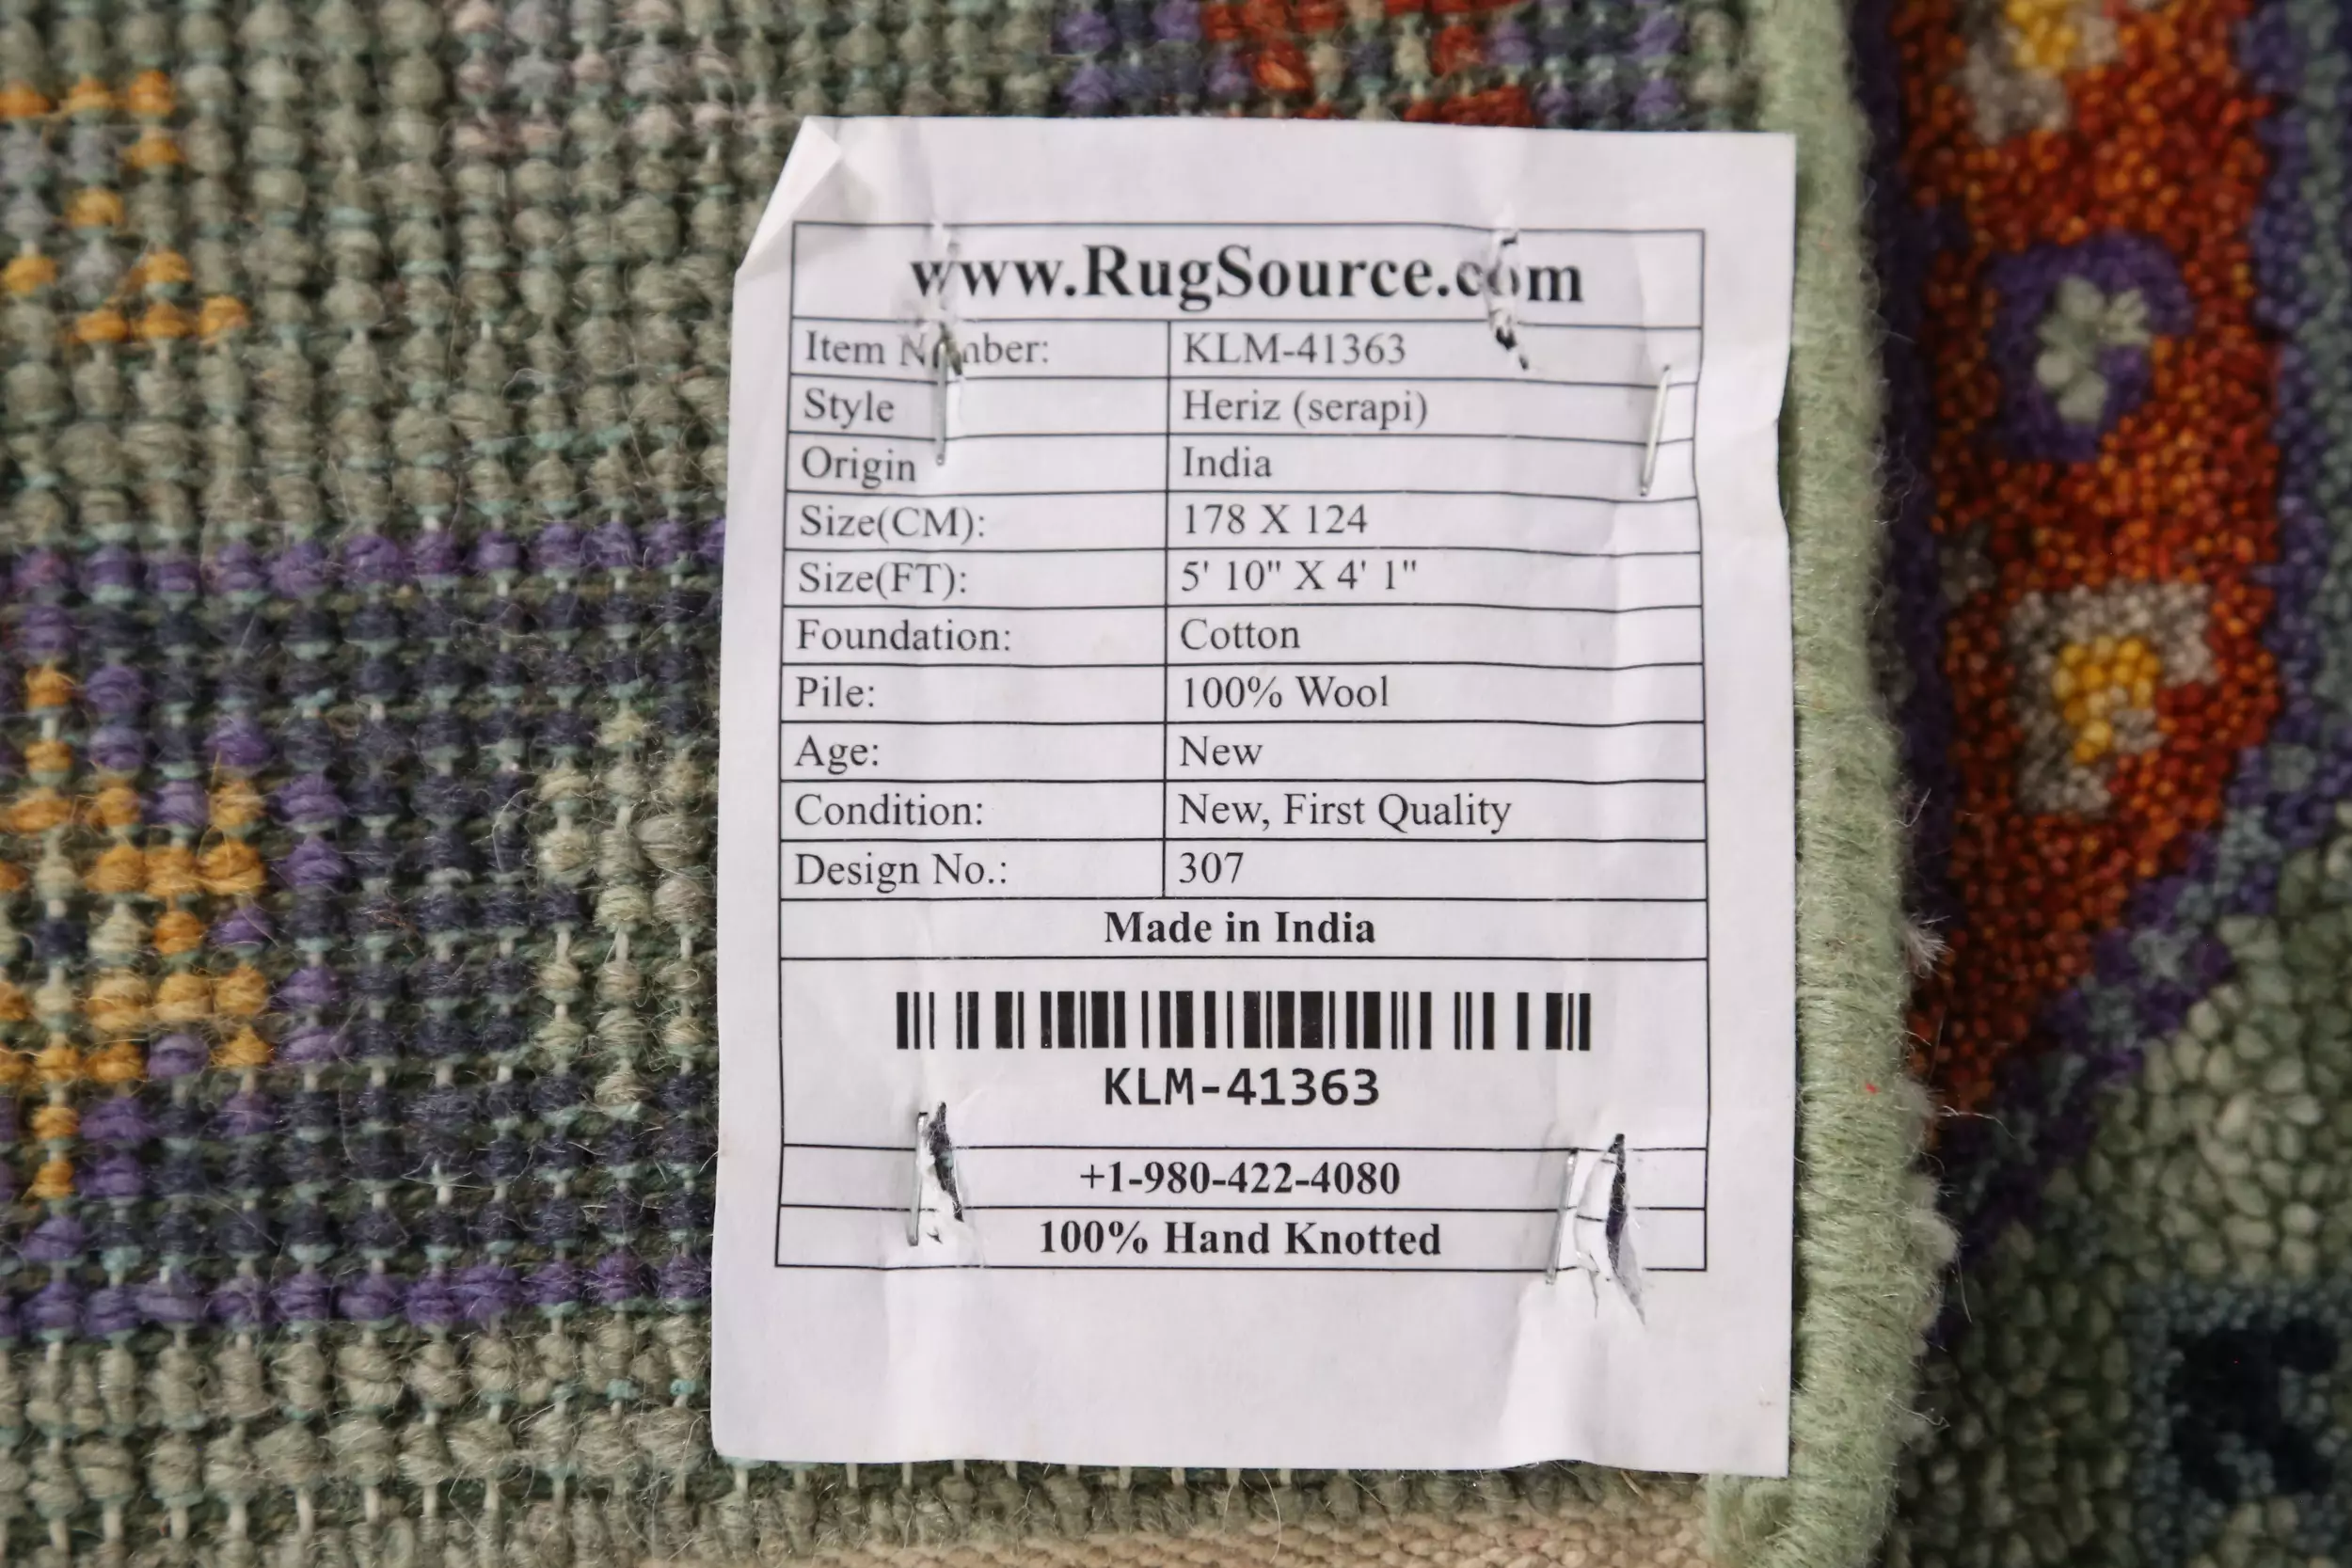 www.RugSource.com
Item Number: KLM-41363
Style Heriz (serapi)
Origin India
Size(CM): 178 X 124
Size(FT): 5' 10" X 4' 1"
Foundation: Cotton
Pile: 100% Wool
Age: New
Condition: New, First Quality
Design No.: 307
Made in India
KLM-41363
+1-980-422-4080
100% Hand Knotted